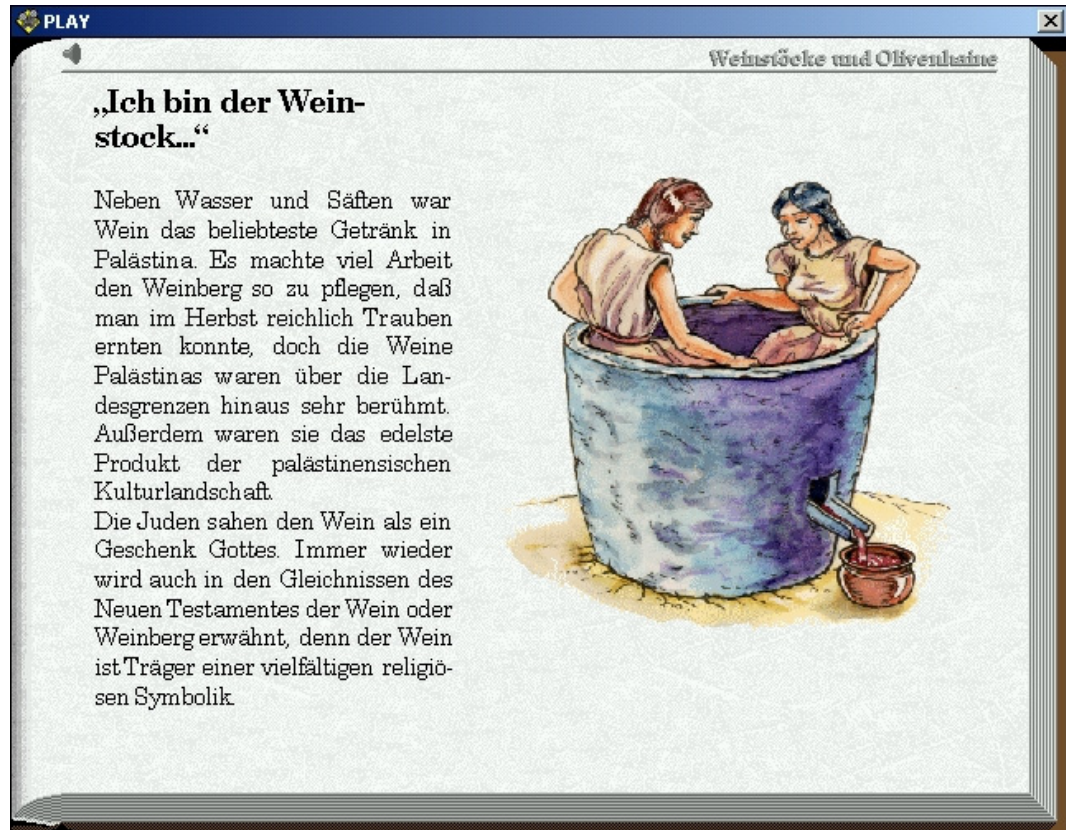 PLAY
Weinstöcke und Olivenhaine
„Ich bin der Wein-
stock...“
Neben Wasser und Säften war
Wein das beliebteste Getränk in
Palästina. Es machte viel Arbeit
den Weinberg so zu pflegen, daß
man im Herbst reichlich Trauben
ernten konnte, doch die Weine
Palästinas waren über die Lan-
desgrenzen hinaus sehr berühmt.
Außerdem waren sie das edelste
Produkt der palästinensischen
Kulturlandschaft.
Die Juden sahen den Wein als ein
Geschenk Gottes. Immer wieder
wird auch in den Gleichnissen des
Neuen Testamentes der Wein oder
Weinberg erwähnt, denn der Wein
ist Träger einer vielfältigen religiö-
sen Symbolik.